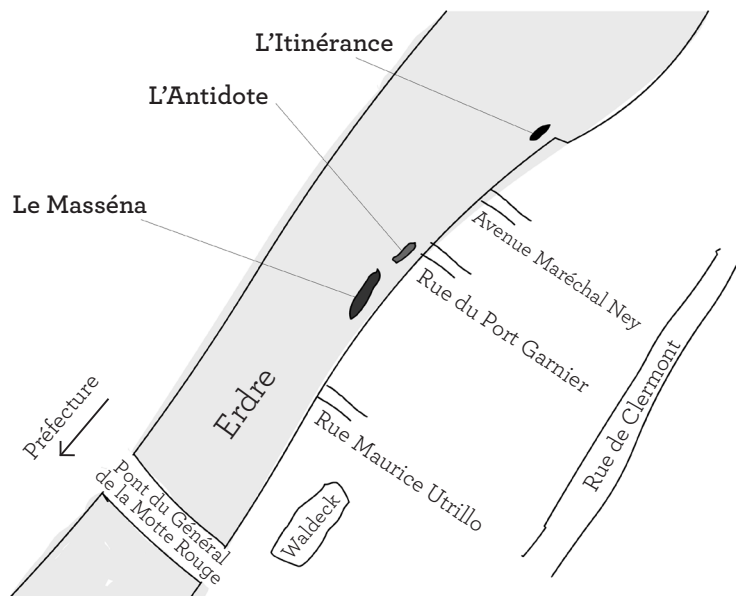 L'Itinérance
L'Antidote
Le Masséna
Avenue Maréchal Ney
Rue du Port Garnier
Rue de Clermont
Erdre
Préfecture
Rue Maurice Utrillo
Pont du Général
de la Motte Rouge
Waldeck